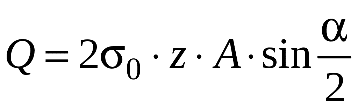 Q = 2σ₀ · z · A · sin α/2